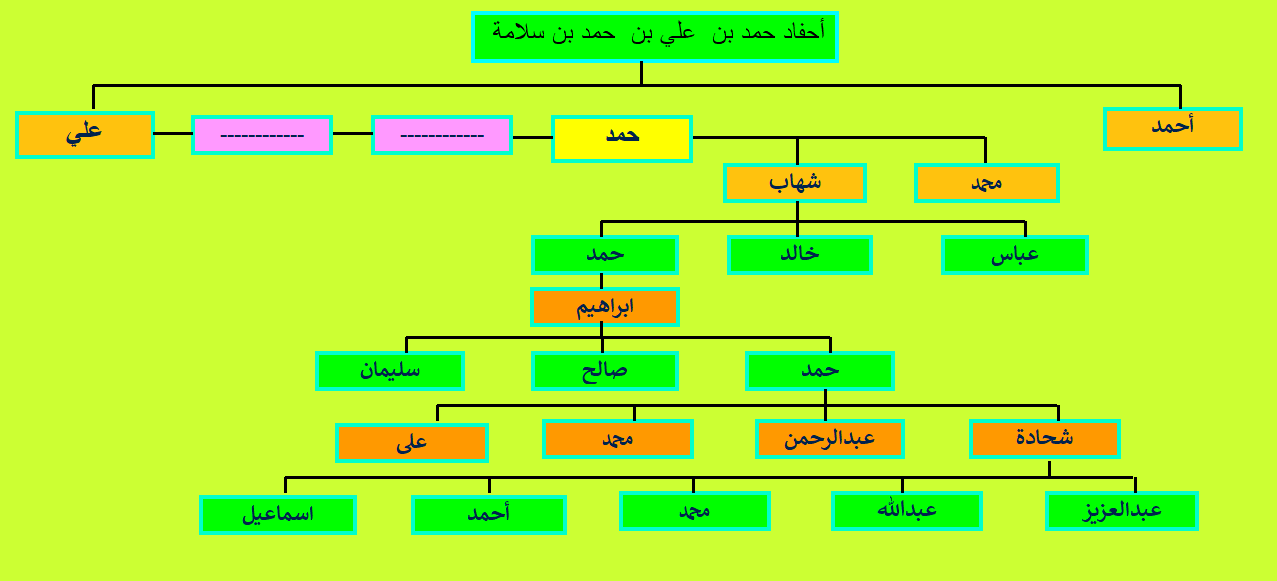 أحفاد حمد بن علي بن حمد بن سلامة
أحمد
حمد ------------ ------------ علي
محمد شهاب
عباس خالد حمد
ابراهيم
حمد صالح سليمان
شحادة عبدالرحمن محمد على
عبدالعزيز عبدالله محمد أحمد اسماعيل